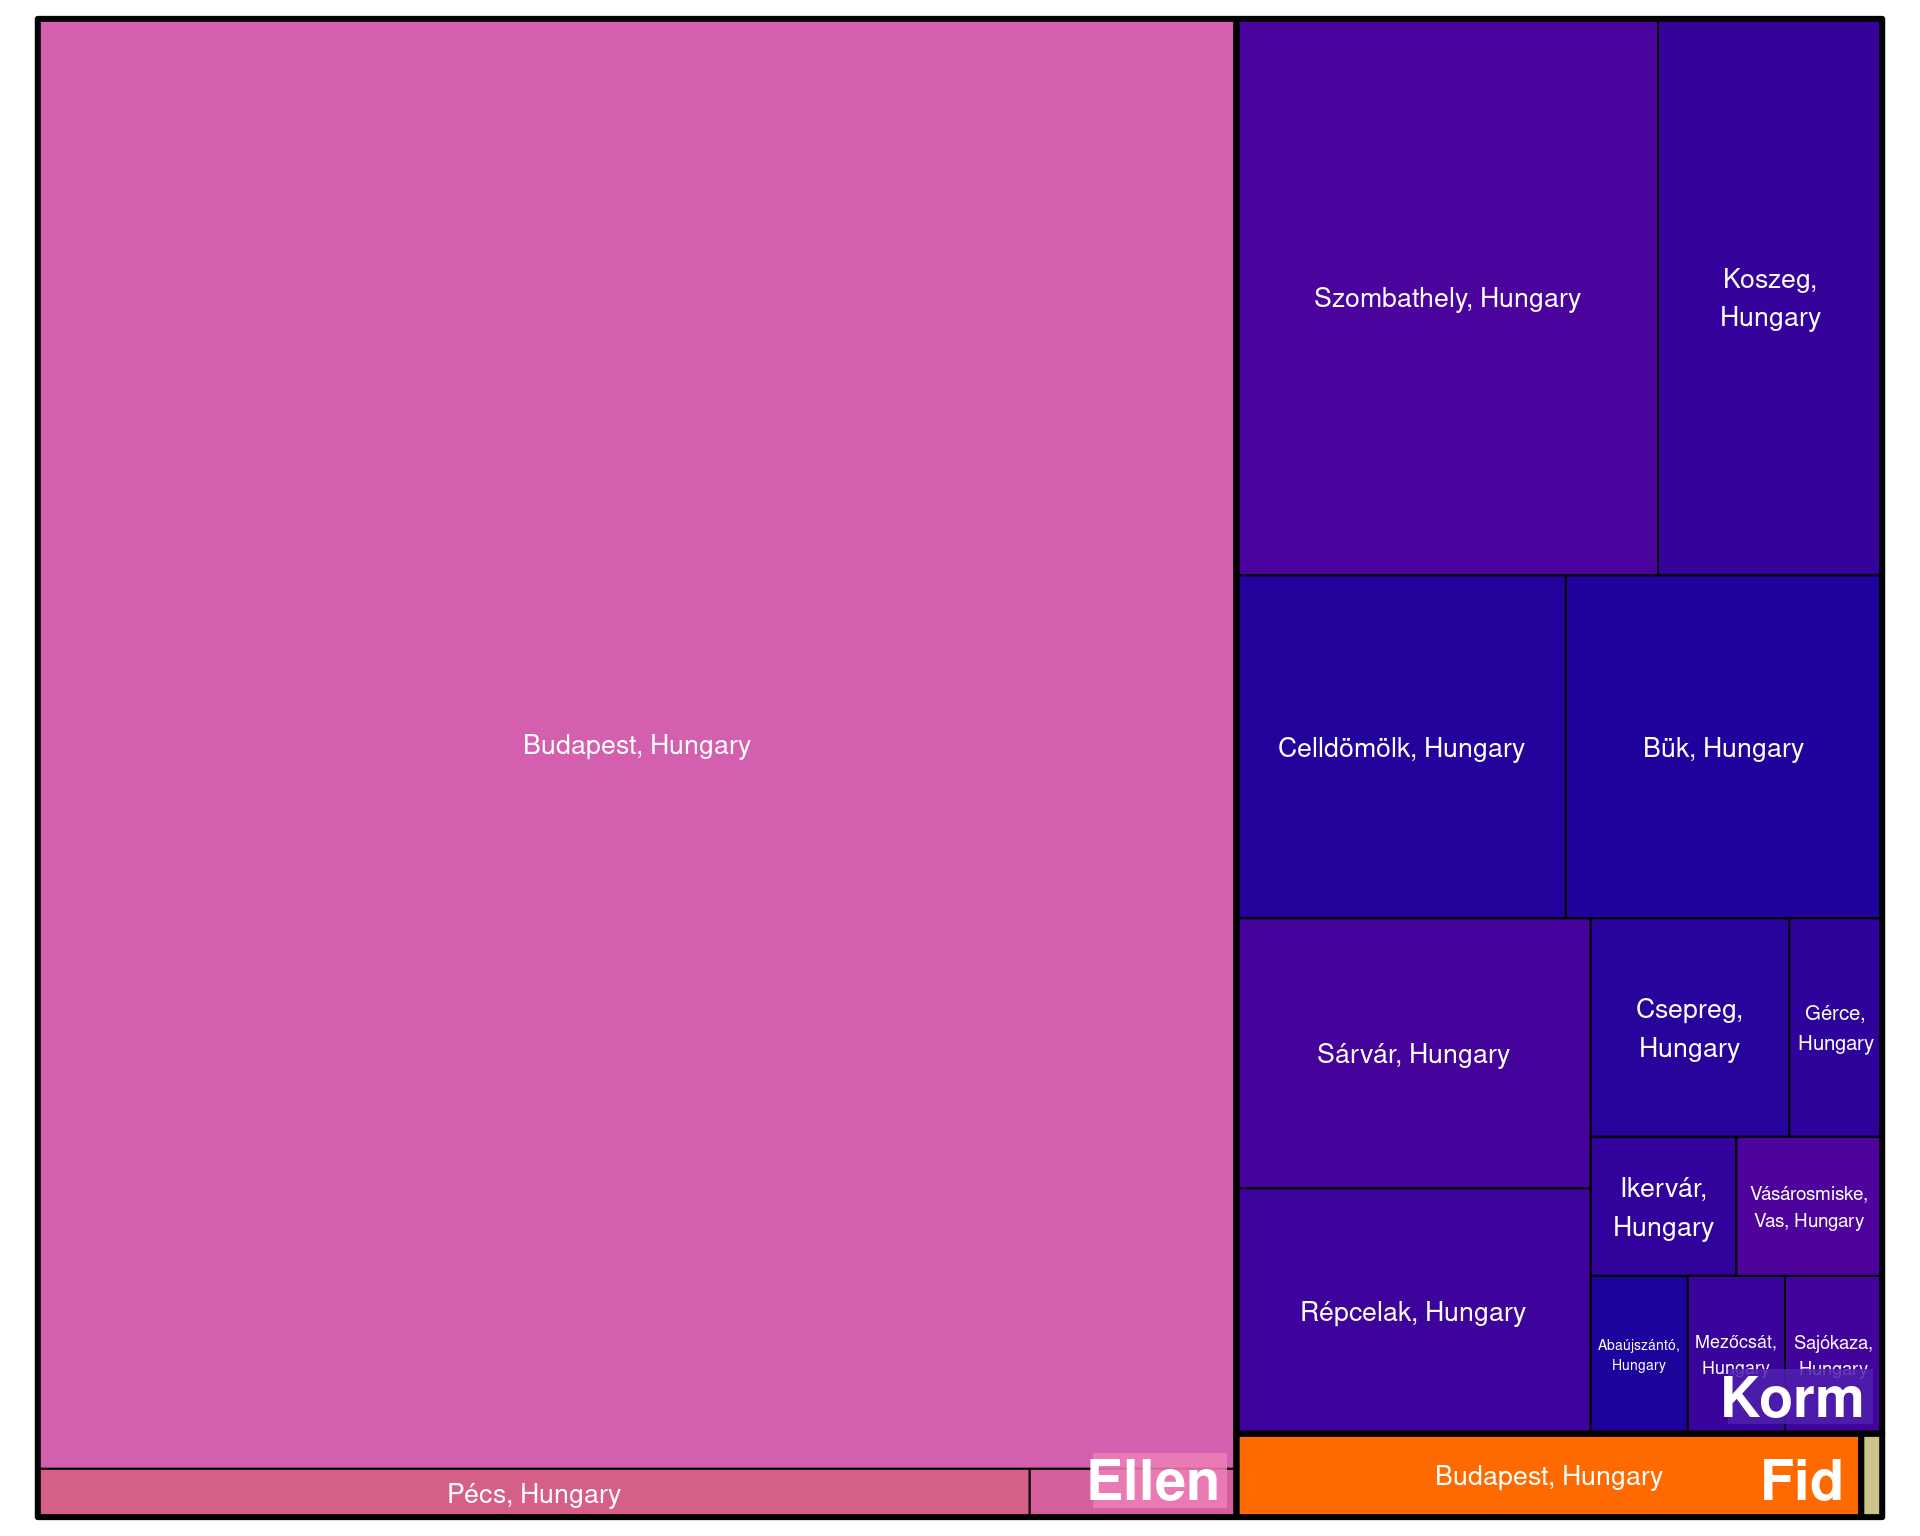 Budapest, Hungary
Pécs, Hungary
Ellen
Szombathely, Hungary
Koszeg,
Hungary
Celldömölk, Hungary
Bük, Hungary
Sárvár, Hungary
Csepreg,
Hungary
Gérce,
Hungary
Ikervár,
Hungary
Vásárosmiske,
Vas, Hungary
Répcelak, Hungary
Abaújszántó,
Hungary
Mezőcsát,
Hungary
Sajókaza,
Hungary
Korm
Budapest, Hungary
Fid